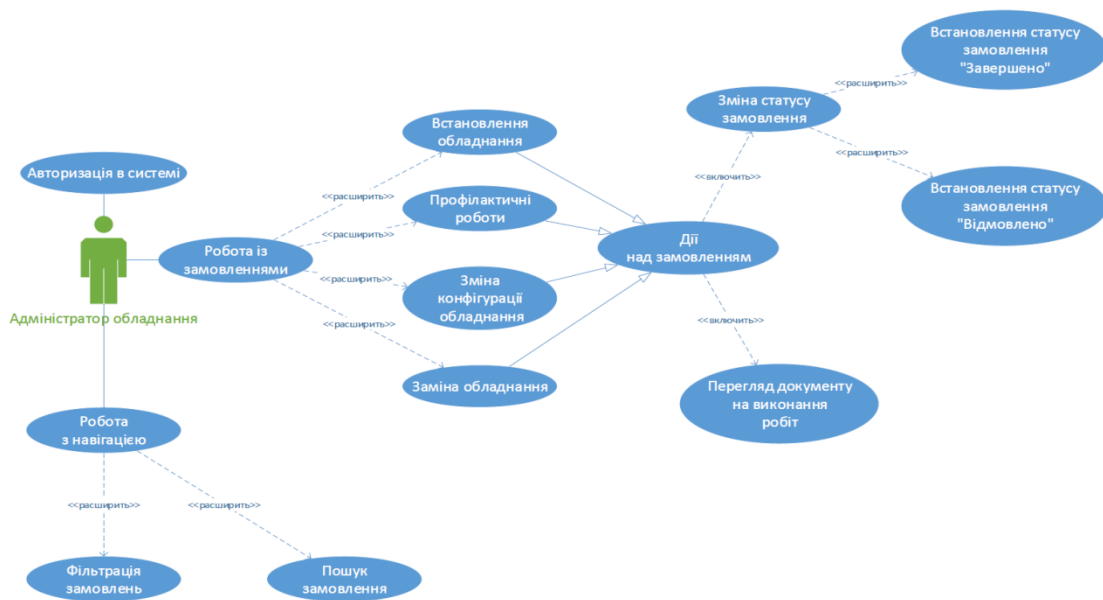 Встановлення статусу
замовлення
"Завершено"
<<расширить>>
Зміна статусу
замовлення
<<расширить>>
Встановлення статусу
замовлення
"Відмовлено"
<<включить>>
Встановлення
обладнання
<<расширить>>
Авторизація в системі
Профілактичні
роботи
<<расширить>>
Робота із
замовленнями
Дії
над замовленням
<<расширить>>
Зміна
конфігурації
обладнання
Адміністратор обладнання
<<расширить>>
<<включить>>
Заміна обладнання
Перегляд документу
на виконання
робіт
Робота
з навігацією
<<расширить>>
<<расширить>>
Фільтрація
замовлень
Пошук
замовлення